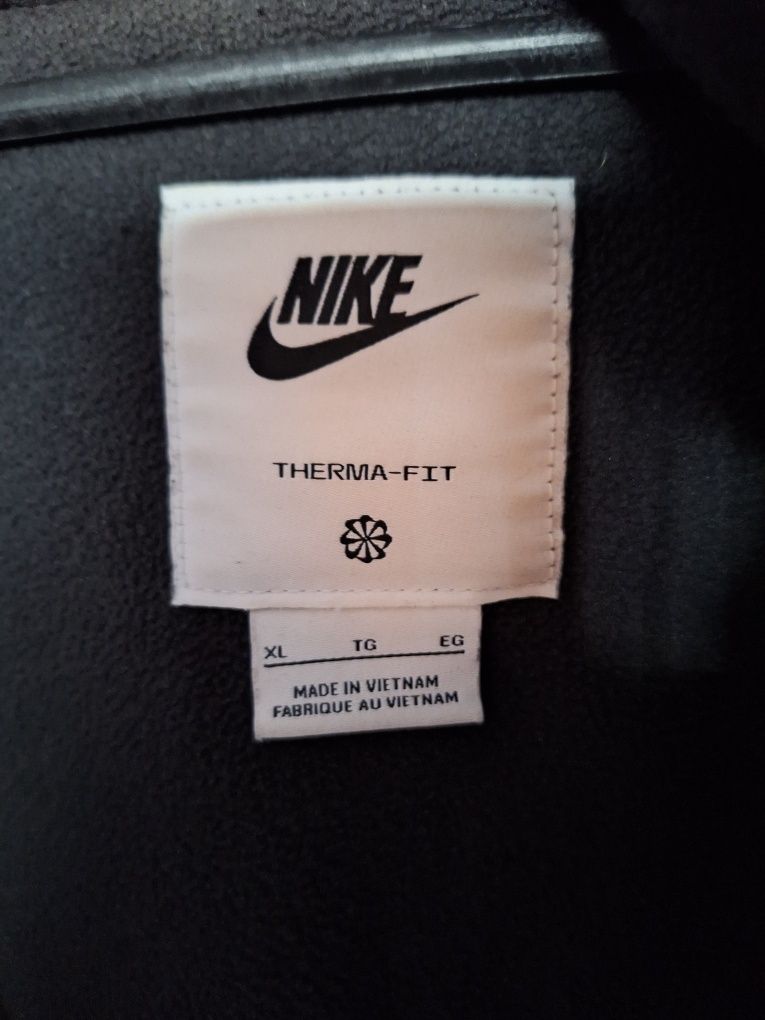 NIKE
THERMA-FIT
XL TG EG
MADE IN VIETNAM
FABRIQUE AU VIETNAM